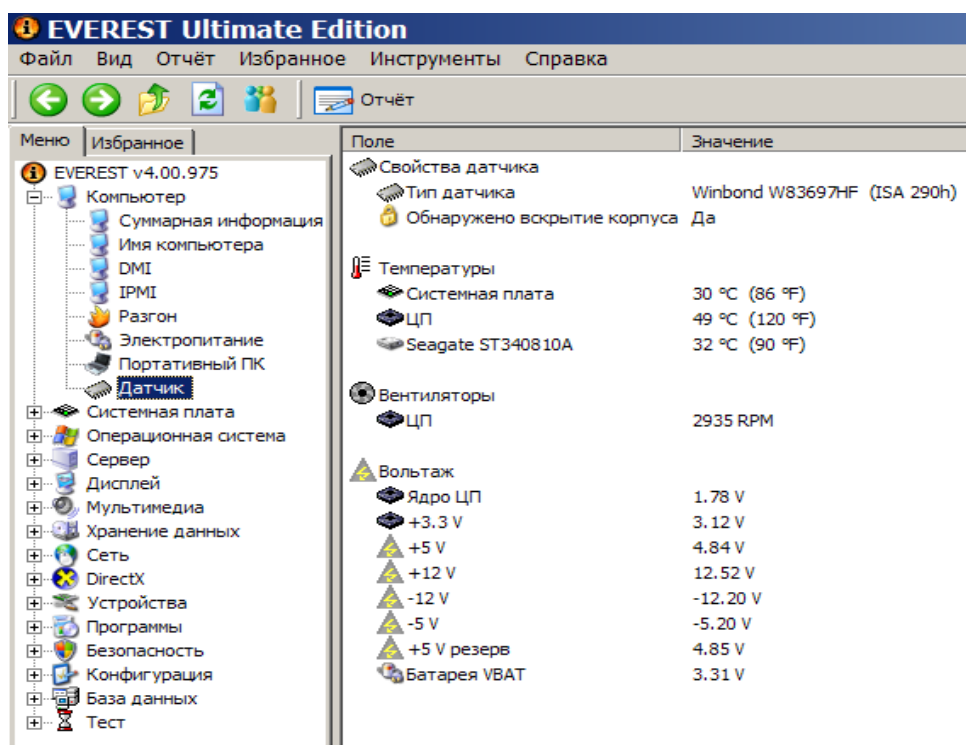 EVEREST Ultimate Edition
Файл Вид Отчёт Избранное Инструменты Справка
Отчёт
Меню Избранное
EVEREST v4.00.975
Компьютер
Суммарная информация
Имя компьютера
DMI
IPMI
Разгон
Электропитание
Портативный ПК
Датчик
Системная плата
Операционная система
Сервер
Дисплей
Мультимедиа
Хранение данных
Сеть
DirectX
Устройства
Программы
Безопасность
Конфигурация
База данных
Тест
Поле Значение
Свойства датчика
Тип датчика Winbond W83697HF (ISA 290h)
Обнаружено вскрытие корпуса Да
Температуры
Системная плата 30 °C (86 °F)
ЦП 49 °C (120 °F)
Seagate ST340810A 32 °C (90 °F)
Вентиляторы
ЦП 2935 RPM
Вольтаж
Ядро ЦП 1.78 V
+3.3 V 3.12 V
+5 V 4.84 V
+12 V 12.52 V
-12 V -12.20 V
-5 V -5.20 V
+5 V резерв 4.85 V
Батарея VBAT 3.31 V